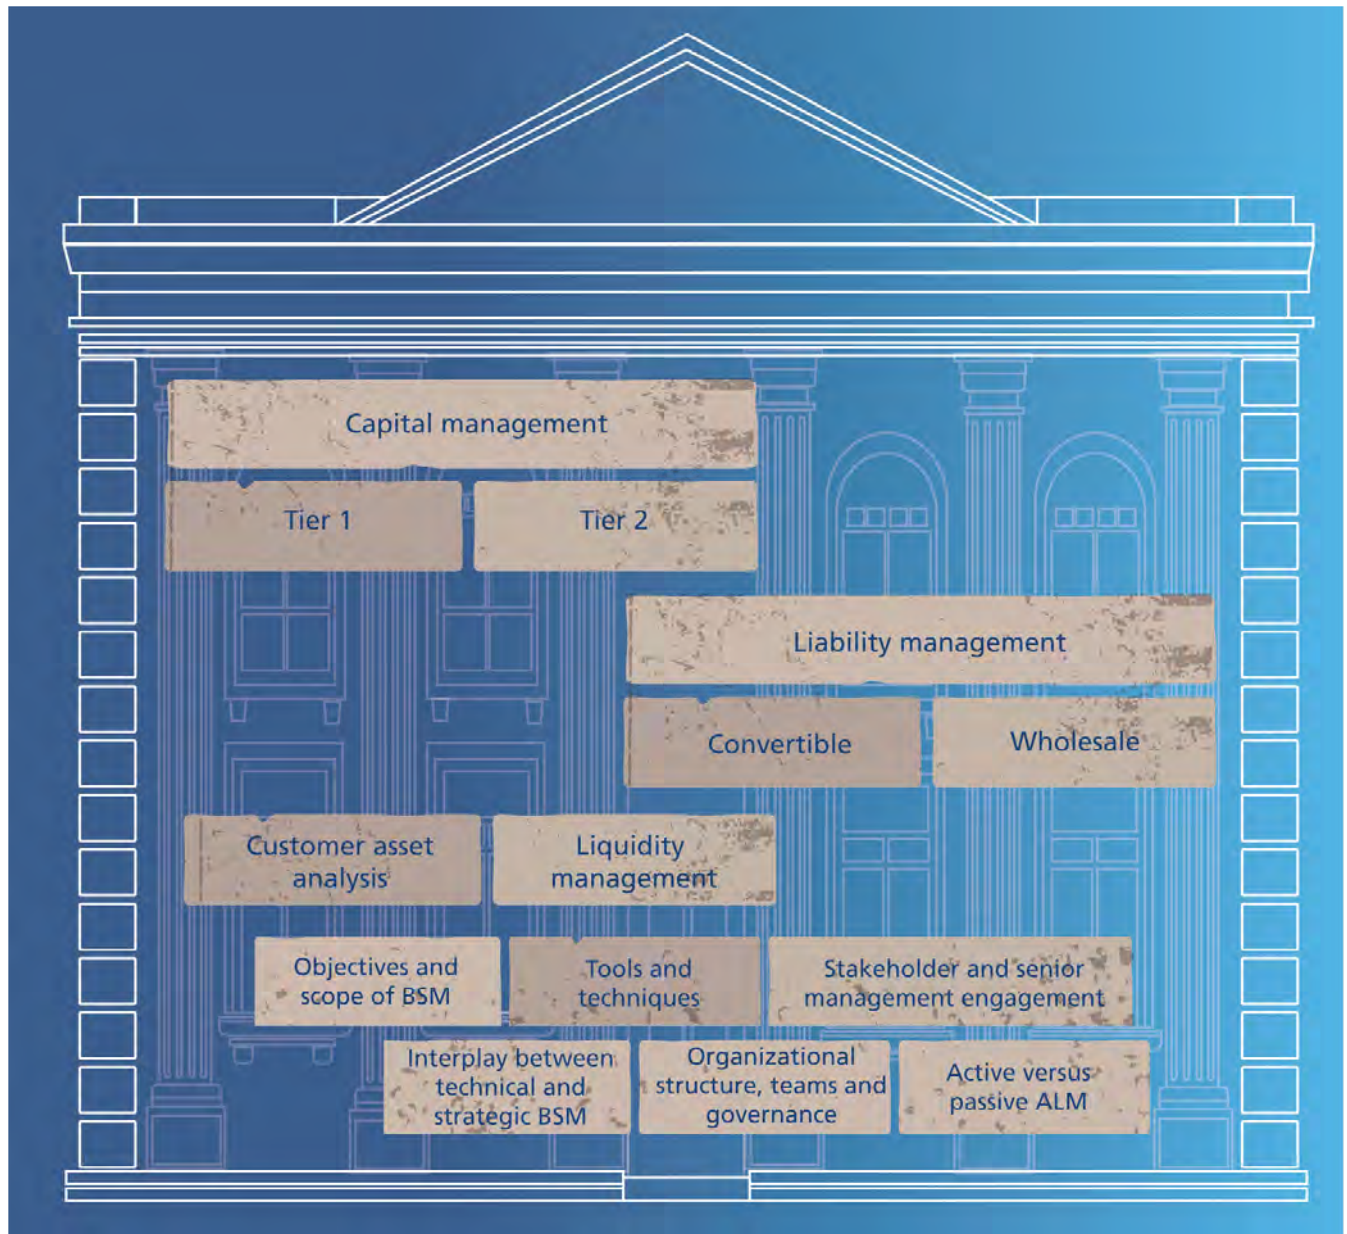 Capital management
Tier 1
Tier 2
Liability management
Convertible
Wholesale
Customer asset
analysis
Liquidity
management
Objectives and
scope of BSM
Tools and
techniques
Stakeholder and senior
management engagement
Interplay between
technical and
strategic BSM
Organizational
structure, teams and
governance
Active versus
passive ALM